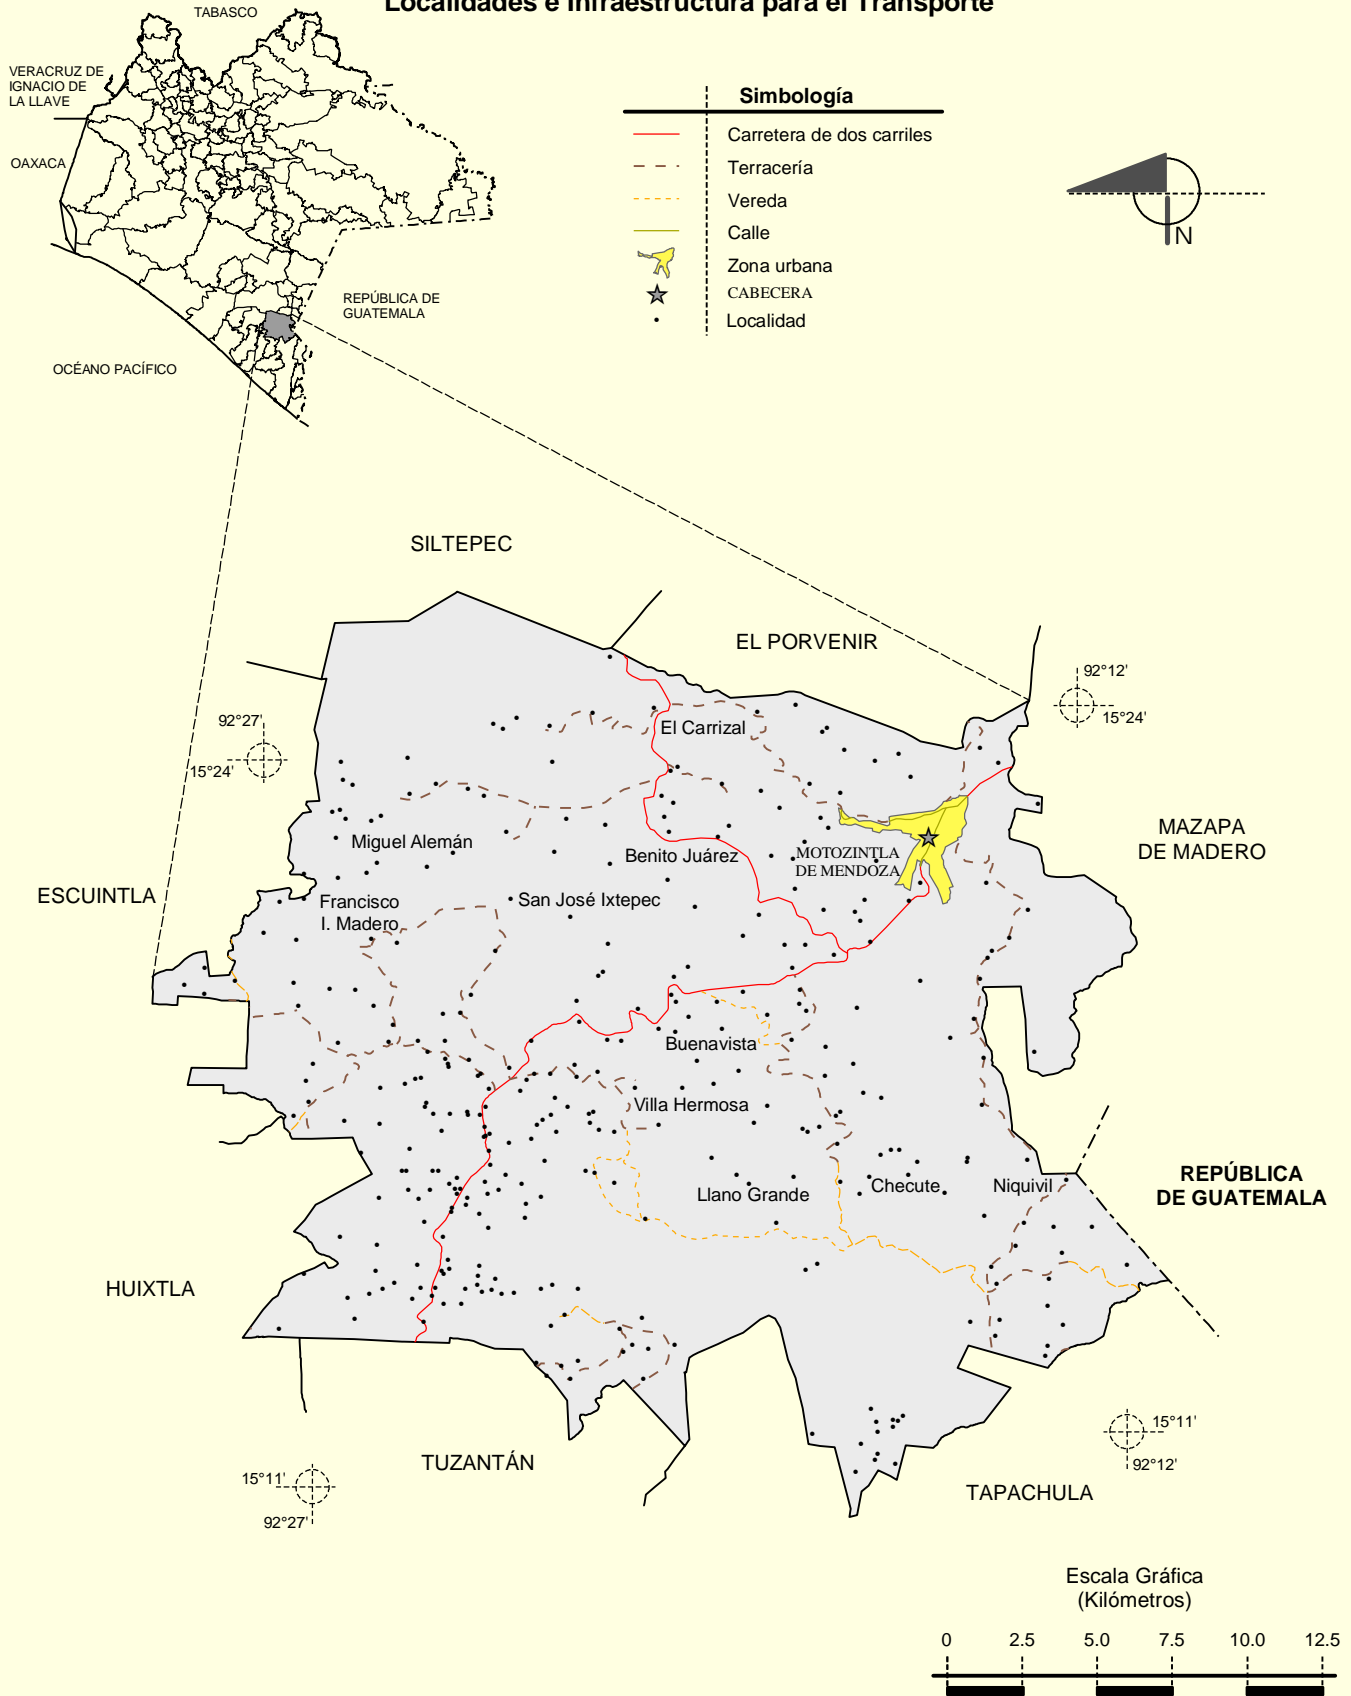 Localidades e Infraestructura para el Transporte
TABASCO
VERACRUZ DE
IGNACIO DE
LA LLAVE
OAXACA
REPÚBLICA DE
GUATEMALA
OCÉANO PACÍFICO
Simbología
Carretera de dos carriles
Terracería
Vereda
Calle
Zona urbana
CABECERA
Localidad
N
SILTEPEC
EL PORVENIR
92°12'
15°24'
92°27'
15°24'
El Carrizal
Miguel Alemán
Benito Juárez
MOTOZINTLA
DE MENDOZA
MAZAPA
DE MADERO
ESCUINTLA
Francisco
I. Madero
San José Ixtepec
Buenavista
Villa Hermosa
Llano Grande
Checute
Niquivil
REPÚBLICA
DE GUATEMALA
HUIXTLA
TUZANTÁN
TAPACHULA
15°11'
92°12'
15°11'
92°27'
Escala Gráfica
(Kilómetros)
0 2.5 5.0 7.5 10.0 12.5